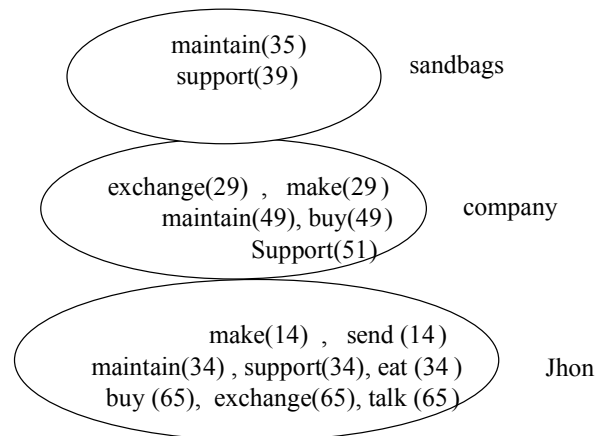 maintain(35)
support(39)
sandbags
exchange(29) , make(29)
maintain(49), buy(49)
Support(51)
company
make(14) , send (14)
maintain(34) , support(34), eat (34)
buy (65), exchange(65), talk (65)
Jhon